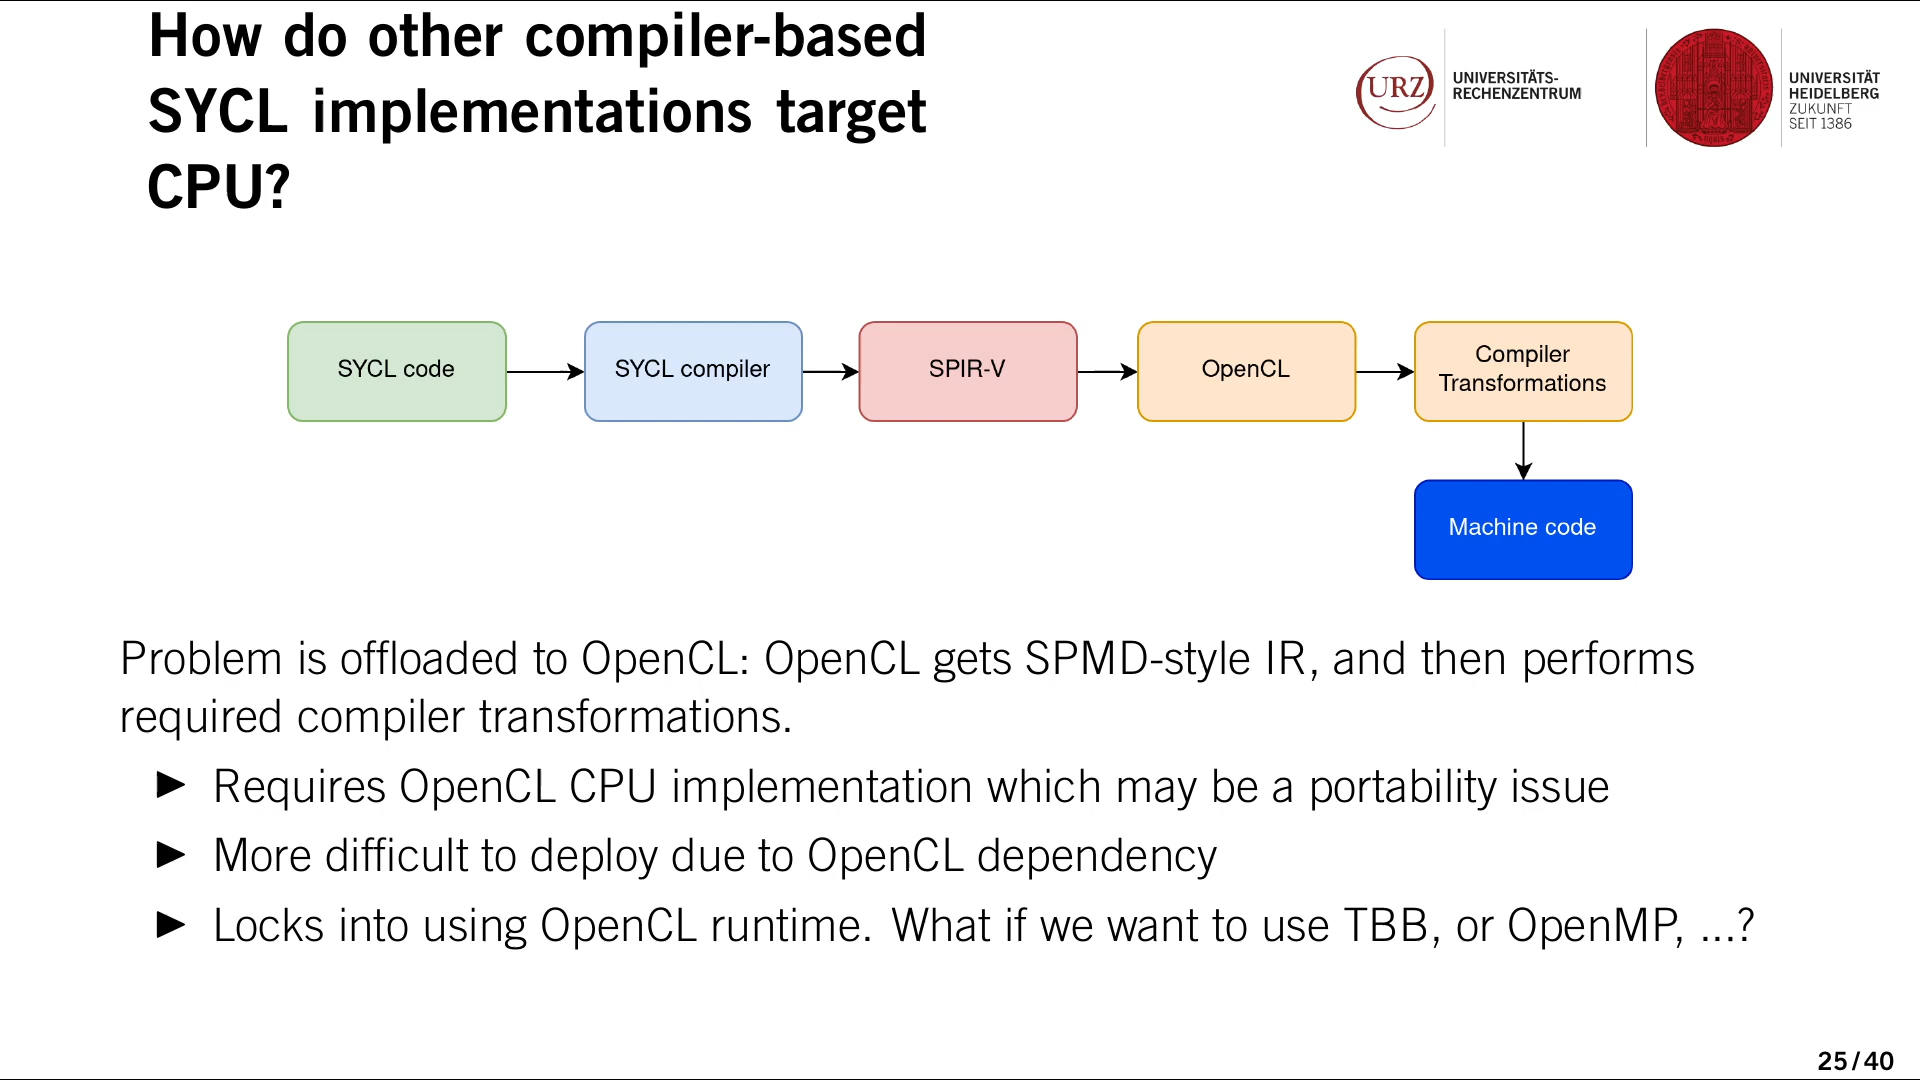 How do other compiler-based
SYCL implementations target
CPU?
URZ
UNIVERSITÄTS-
RECHENZENTRUM
UNIVERSITÄT
HEIDELBERG
ZUKUNFT
SEIT 1386
SYCL code
SYCL compiler
SPIR-V
OpenCL
Compiler
Transformations
Machine code
Problem is offloaded to OpenCL: OpenCL gets SPMD-style IR, and then performs
required compiler transformations.
▶ Requires OpenCL CPU implementation which may be a portability issue
▶ More difficult to deploy due to OpenCL dependency
▶ Locks into using OpenCL runtime. What if we want to use TBB, or OpenMP, ...?
25/40